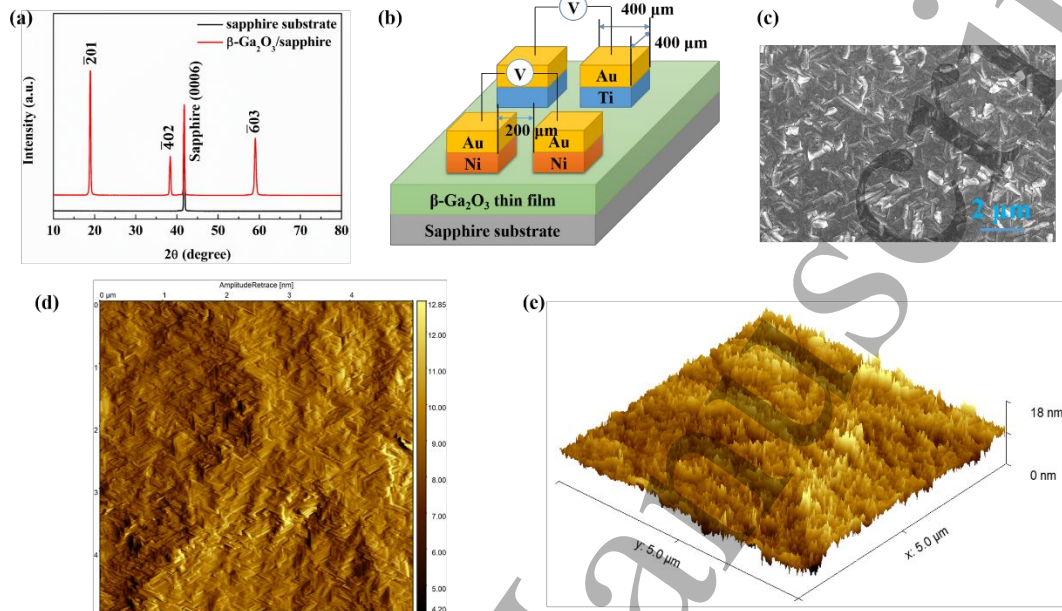 (a)
sapphire substrate
β-Ga₂O₃/sapphire
2̅01
4̅02
Sapphire (0006)
6̅03
Intensity (a.u.)
10 20 30 40 50 60 70 80
2θ (degree)
(b)
V
400 μm
400 μm
Au
Ti
V
200 μm
Au
Ni
Au
Ni
β-Ga₂O₃ thin film
Sapphire substrate
(c)
2 μm
(d)
AmplitudeRetrace [nm]
0 μm 1 2 3 4
0
1
2
3
4
12.85
12.00
11.00
10.00
9.00
8.00
7.00
6.00
5.00
4.20
(e)
18 nm
0 nm
y: 5.0 μm
x: 5.0 μm